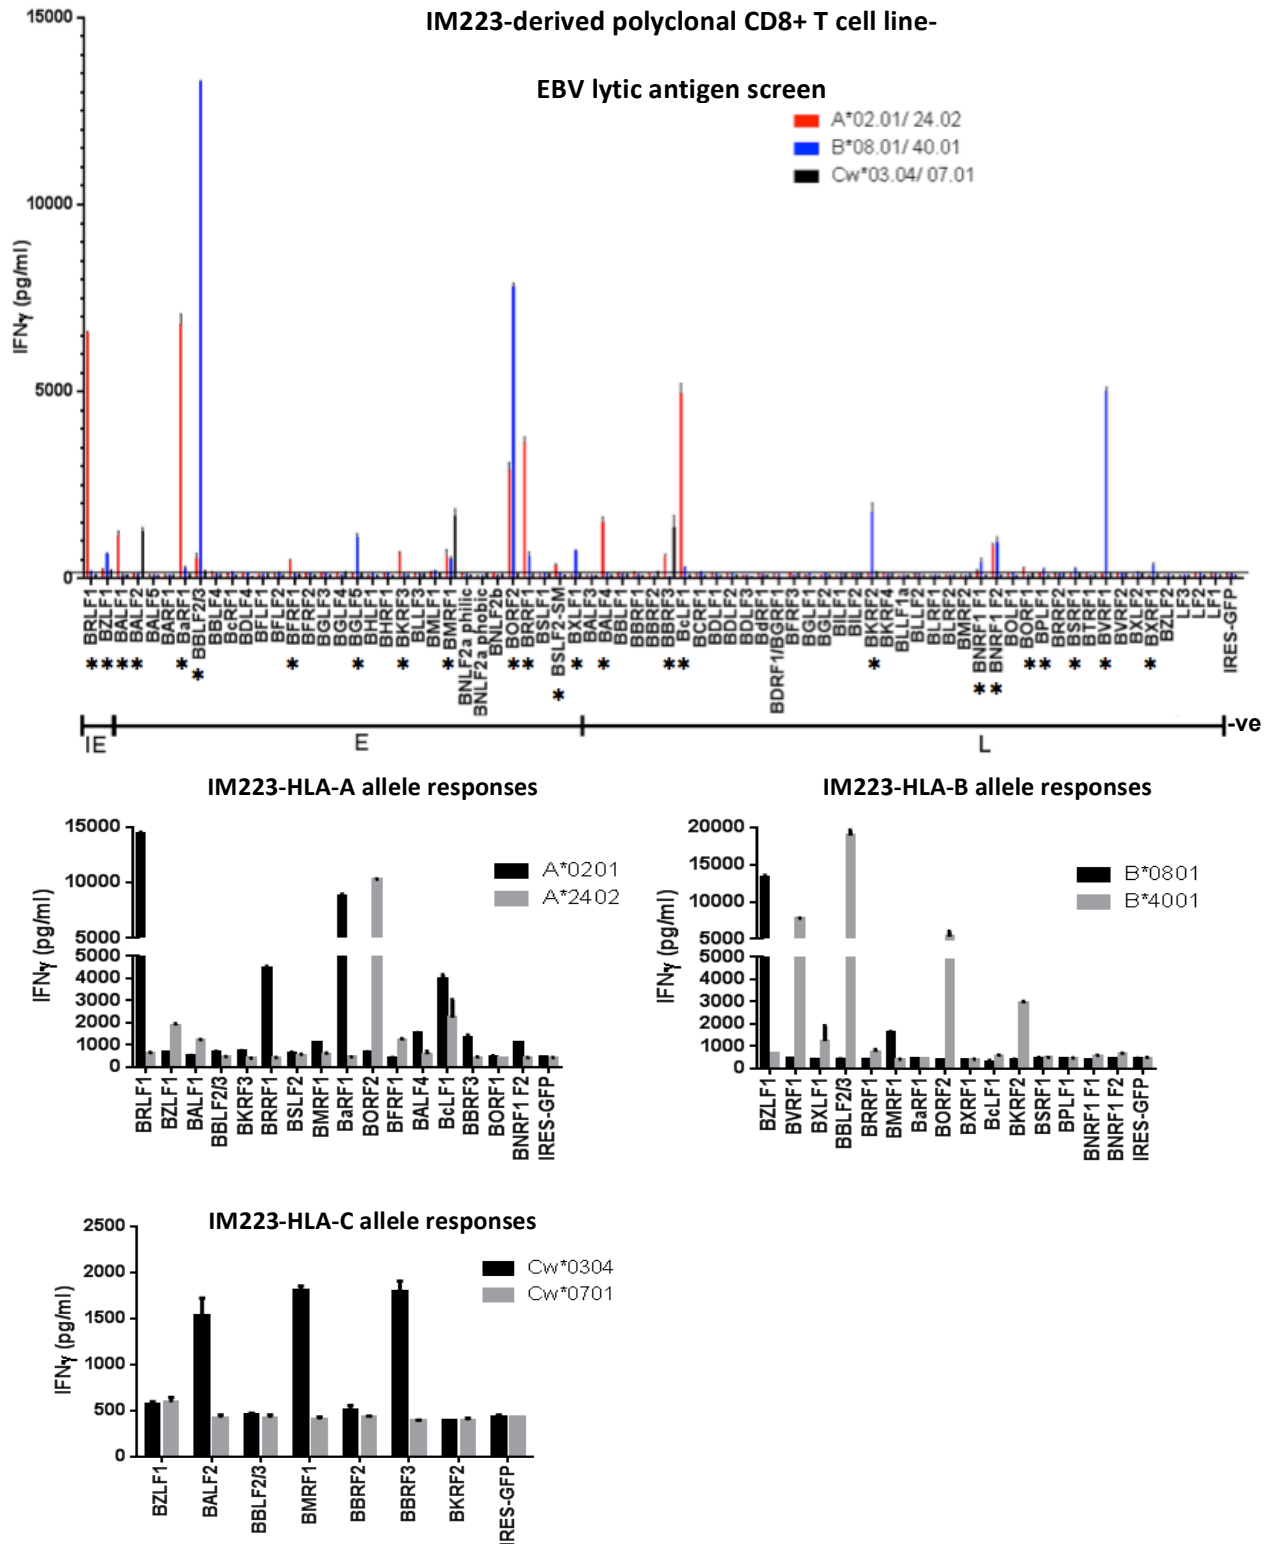 IM223-derived polyclonal CD8+ T cell line-
EBV lytic antigen screen
A*02.01/ 24.02
B*08.01/ 40.01
Cw*03.04/ 07.01
IFNγ (pg/ml)
15000
10000
5000
0
BRLF1
BZLF1
BALF1
BALF2
BALF5
BARF1
BaRF1
BBLF2/3
BBLF4
BcRF1
BDLF4
BFLF1
BFLF2
BFRF1
BFRF2
BGLF3
BGLF4
BGLF5
BHLF1
BHRF1
BKRF3
BLLF3
BMLF1
BMRF1
BNLF2a philic
BNLF2a phobic
BNLF2b
BORF2
BRRF1
BSLF1
BSLF2-SM
BXLF1
BALF3
BALF4
BBLF1
BBRF1
BBRF2
BBRF3
BcLF1
BCRF1
BDLF1
BDLF2
BDLF3
BdRF1
BDRF1/BGRF1
BFRF3
BGLF1
BGLF2
BILF1
BILF2
BKRF2
BKRF4
BLLF1a
BLLF2
BLRF1
BLRF2
BMRF2
BNRF1 F1
BNRF1 F2
BOLF1
BORF1
BPLF1
BRRF2
BSRF1
BTRF1
BVRF1
BVRF2
BXLF2
BXRF1
BZLF2
LF3
LF2
LF1
IRES-GFP
* * * * * * * * * * * * * * * * * * * * * * * * * * *
IE
E
L
-ve
IM223-HLA-A allele responses
A*0201
A*2402
IFNγ (pg/ml)
15000
10000
5000
5000
4000
3000
2000
1000
0
BRLF1
BZLF1
BALF1
BBLF2/3
BKRF3
BRRF1
BSLF2
BMRF1
BaRF1
BORF2
BFRF1
BALF4
BcLF1
BBRF3
BORF1
BNRF1 F2
IRES-GFP
IM223-HLA-B allele responses
B*0801
B*4001
IFNγ (pg/ml)
20000
15000
10000
5000
5000
4000
3000
2000
1000
0
BZLF1
BVRF1
BXLF1
BBLF2/3
BRRF1
BMRF1
BaRF1
BORF2
BXRF1
BcLF1
BKRF2
BSRF1
BPLF1
BNRF1 F1
BNRF1 F2
IRES-GFP
IM223-HLA-C allele responses
Cw*0304
Cw*0701
IFNγ (pg/ml)
2500
2000
1500
1000
500
0
BZLF1
BALF2
BBLF2/3
BMRF1
BBRF2
BBRF3
BKRF2
IRES-GFP